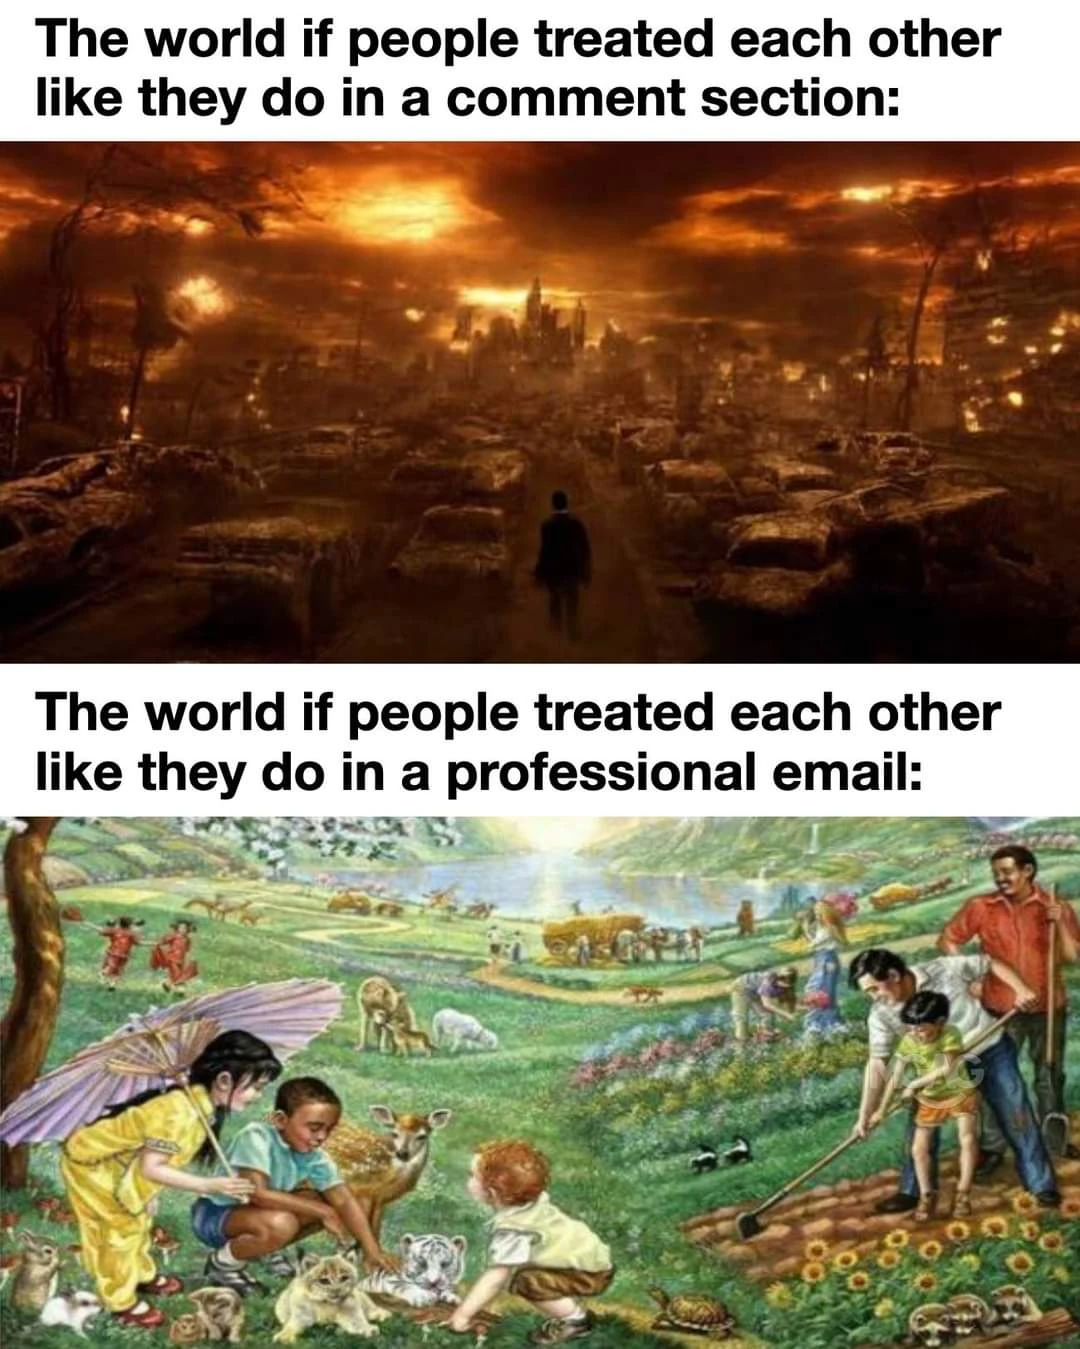 The world if people treated each other
like they do in a comment section:
The world if people treated each other
like they do in a professional email: